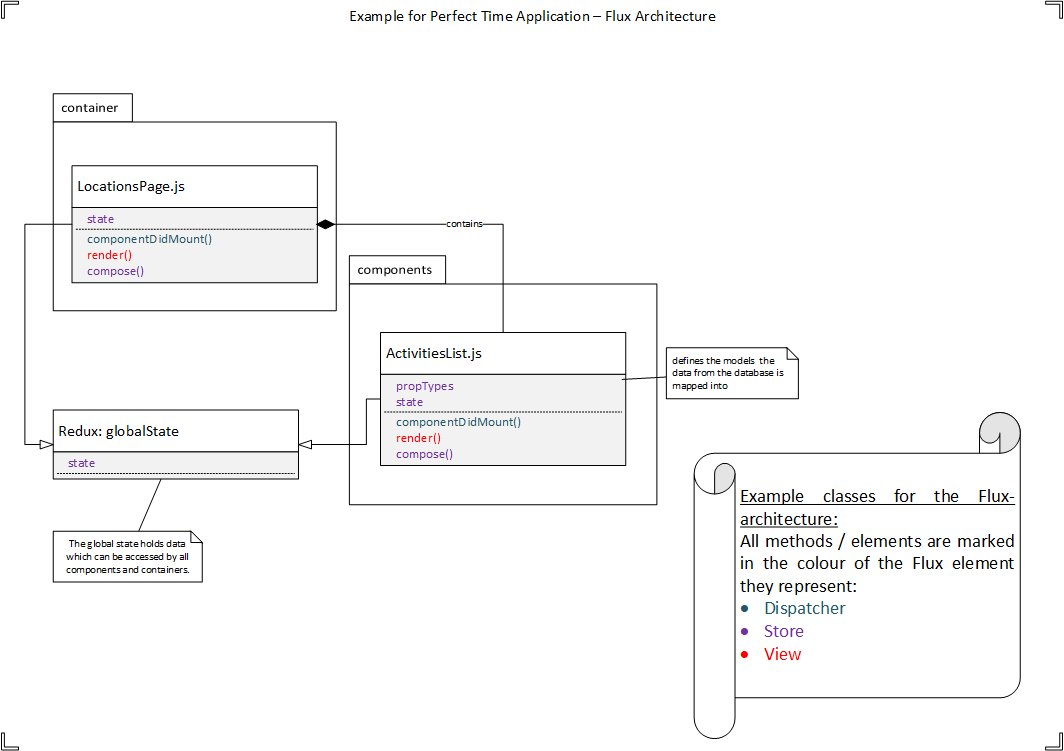 Example for Perfect Time Application – Flux Architecture
container
LocationsPage.js
state
componentDidMount()
render()
compose()
contains
components
ActivitiesList.js
propTypes
state
componentDidMount()
render()
compose()
defines the models the
data from the database is
mapped into
Redux: globalState
state
The global state holds data
which can be accessed by all
components and containers.
Example classes for the Flux-
architecture:
All methods / elements are marked
in the colour of the Flux element
they represent:
• Dispatcher
• Store
• View